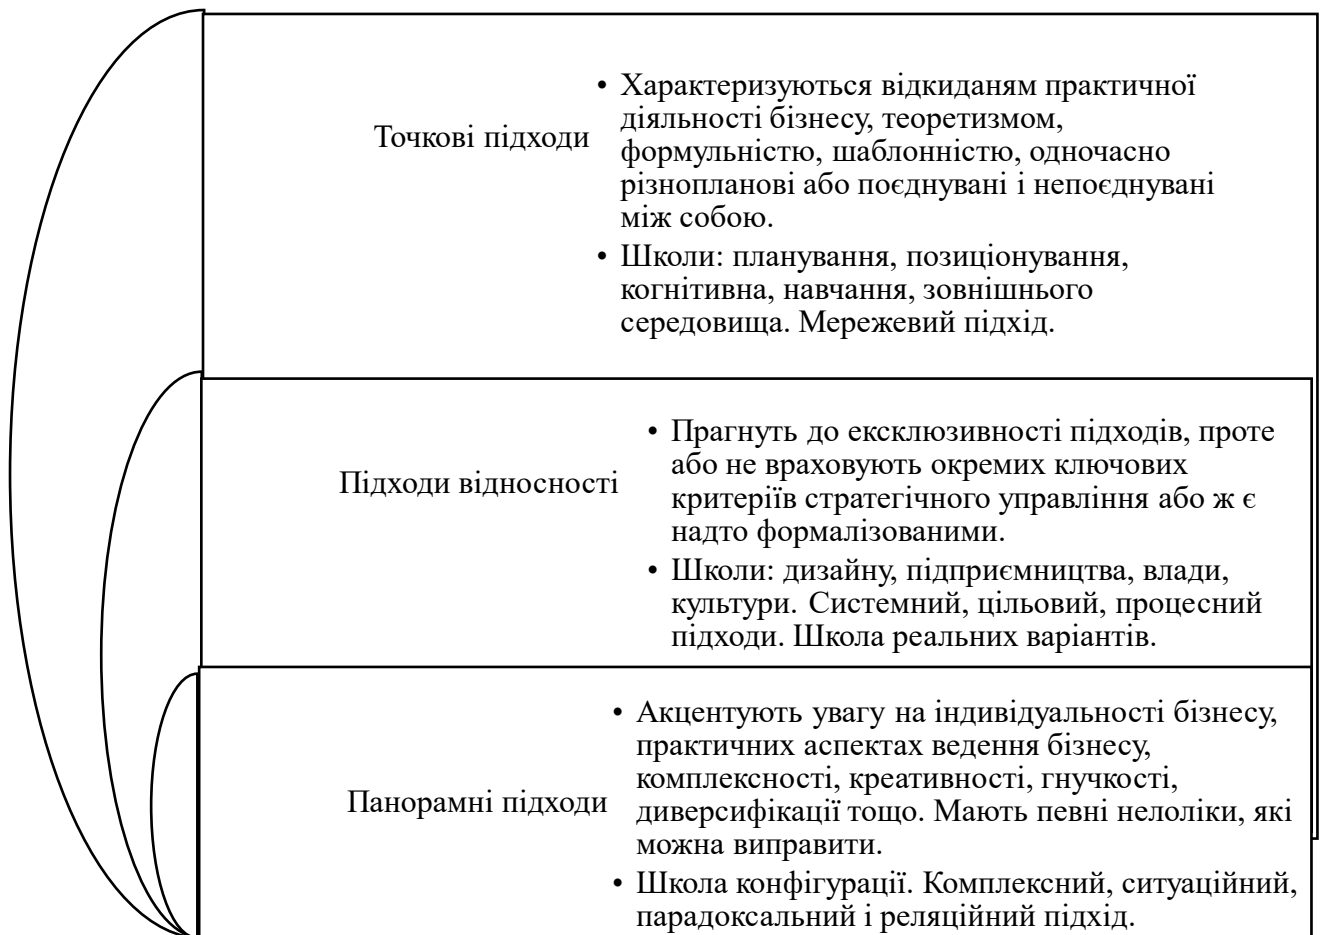 Точкові підходи
• Характеризуються відкиданям практичної
діяльності бізнесу, теоретизмом,
формульністю, шаблонністю, одночасно
різнопланові або поєднувані і непоєднувані
між собою.
• Школи: планування, позиціонування,
когнітивна, навчання, зовнішнього
середовища. Мережевий підхід.
Підходи відносності
• Прагнуть до ексклюзивності підходів, проте
або не враховують окремих ключових
критеріїв стратегічного управління або ж є
надто формалізованими.
• Школи: дизайну, підприємництва, влади,
культури. Системний, цільовий, процесний
підходи. Школа реальних варіантів.
Панорамні підходи
• Акцентують увагу на індивідуальності бізнесу,
практичних аспектах ведення бізнесу,
комплексності, креативності, гнучкості,
диверсифікації тощо. Мають певні нелоліки, які
можна виправити.
• Школа конфігурації. Комплексний, ситуаційний,
парадоксальний і реляційний підхід.